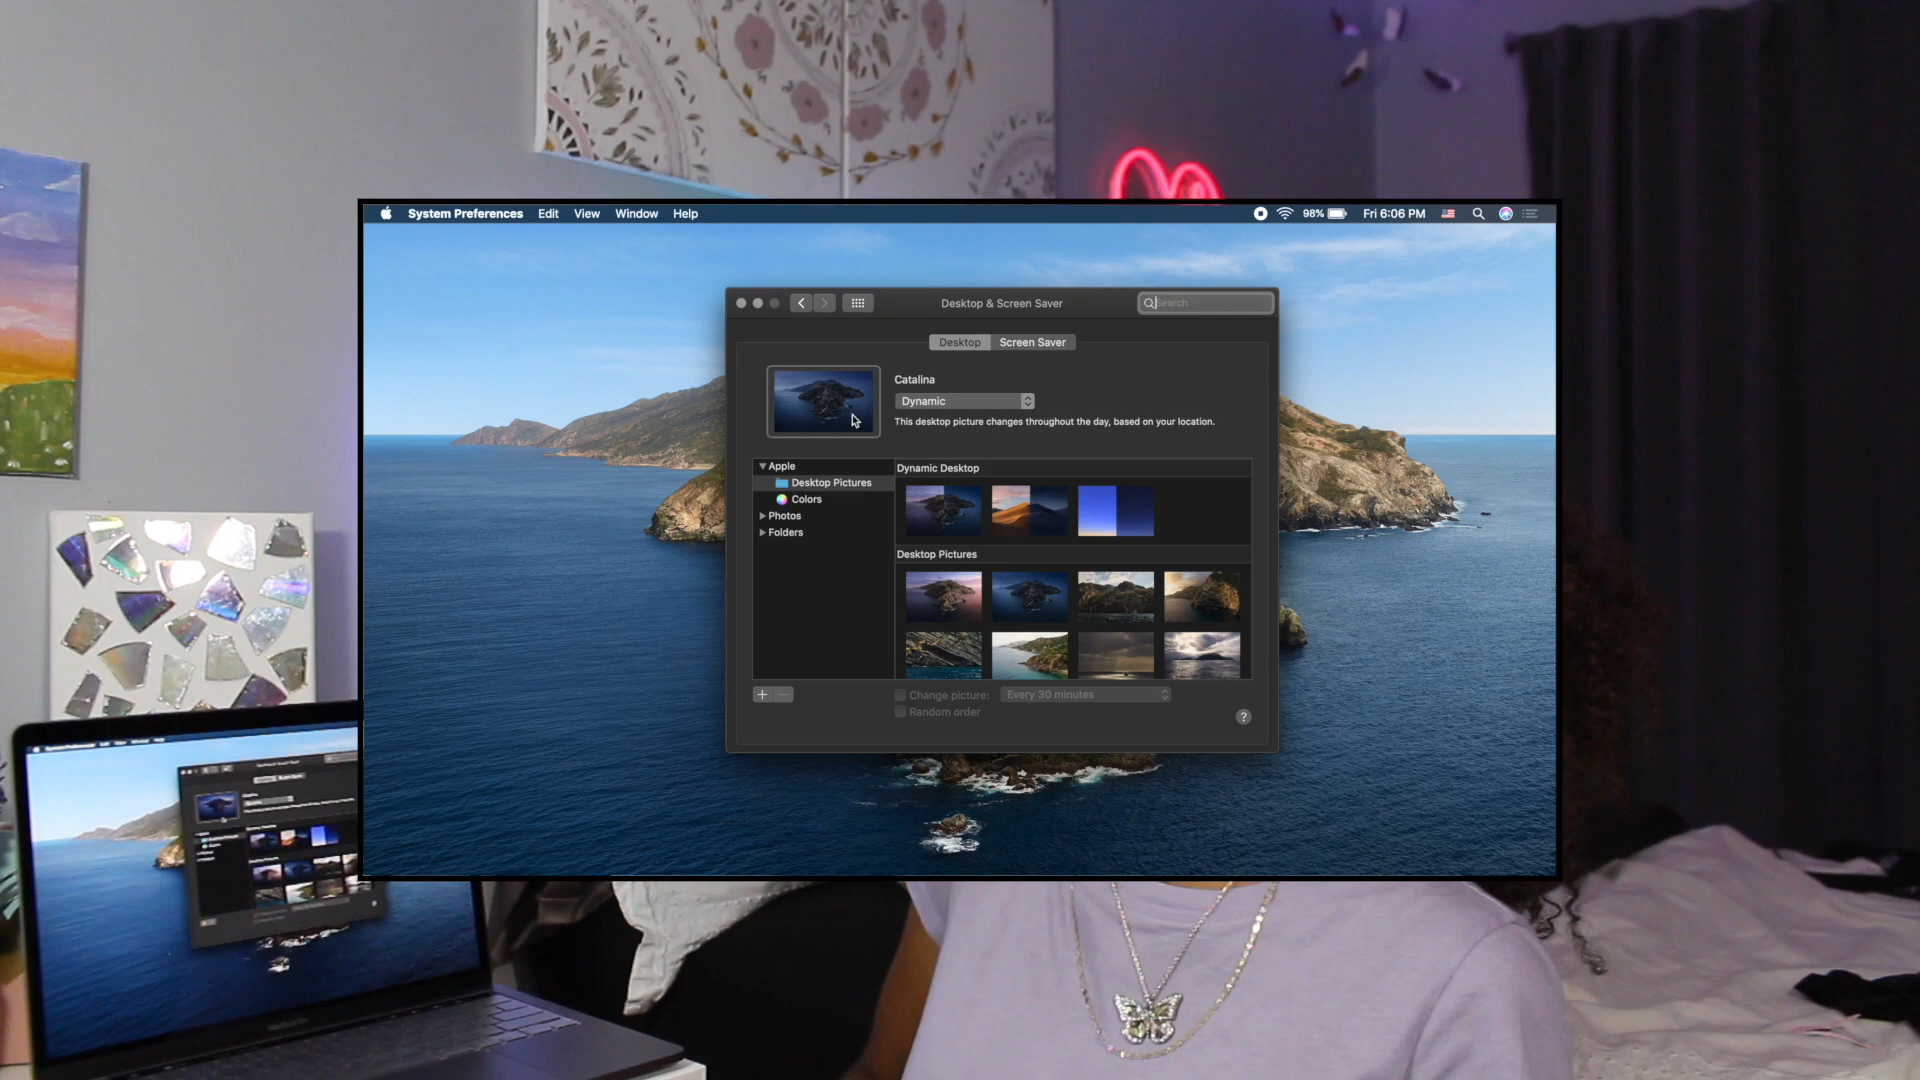 System Preferences Edit View Window Help 98% Fri 6:06 PM
Desktop & Screen Saver Search
Desktop Screen Saver
Catalina
Dynamic
This desktop picture changes throughout the day, based on your location.
Apple
Desktop Pictures
Colors
Photos
Folders
Dynamic Desktop
Desktop Pictures
+ − Change picture: Every 30 minutes
Random order
?